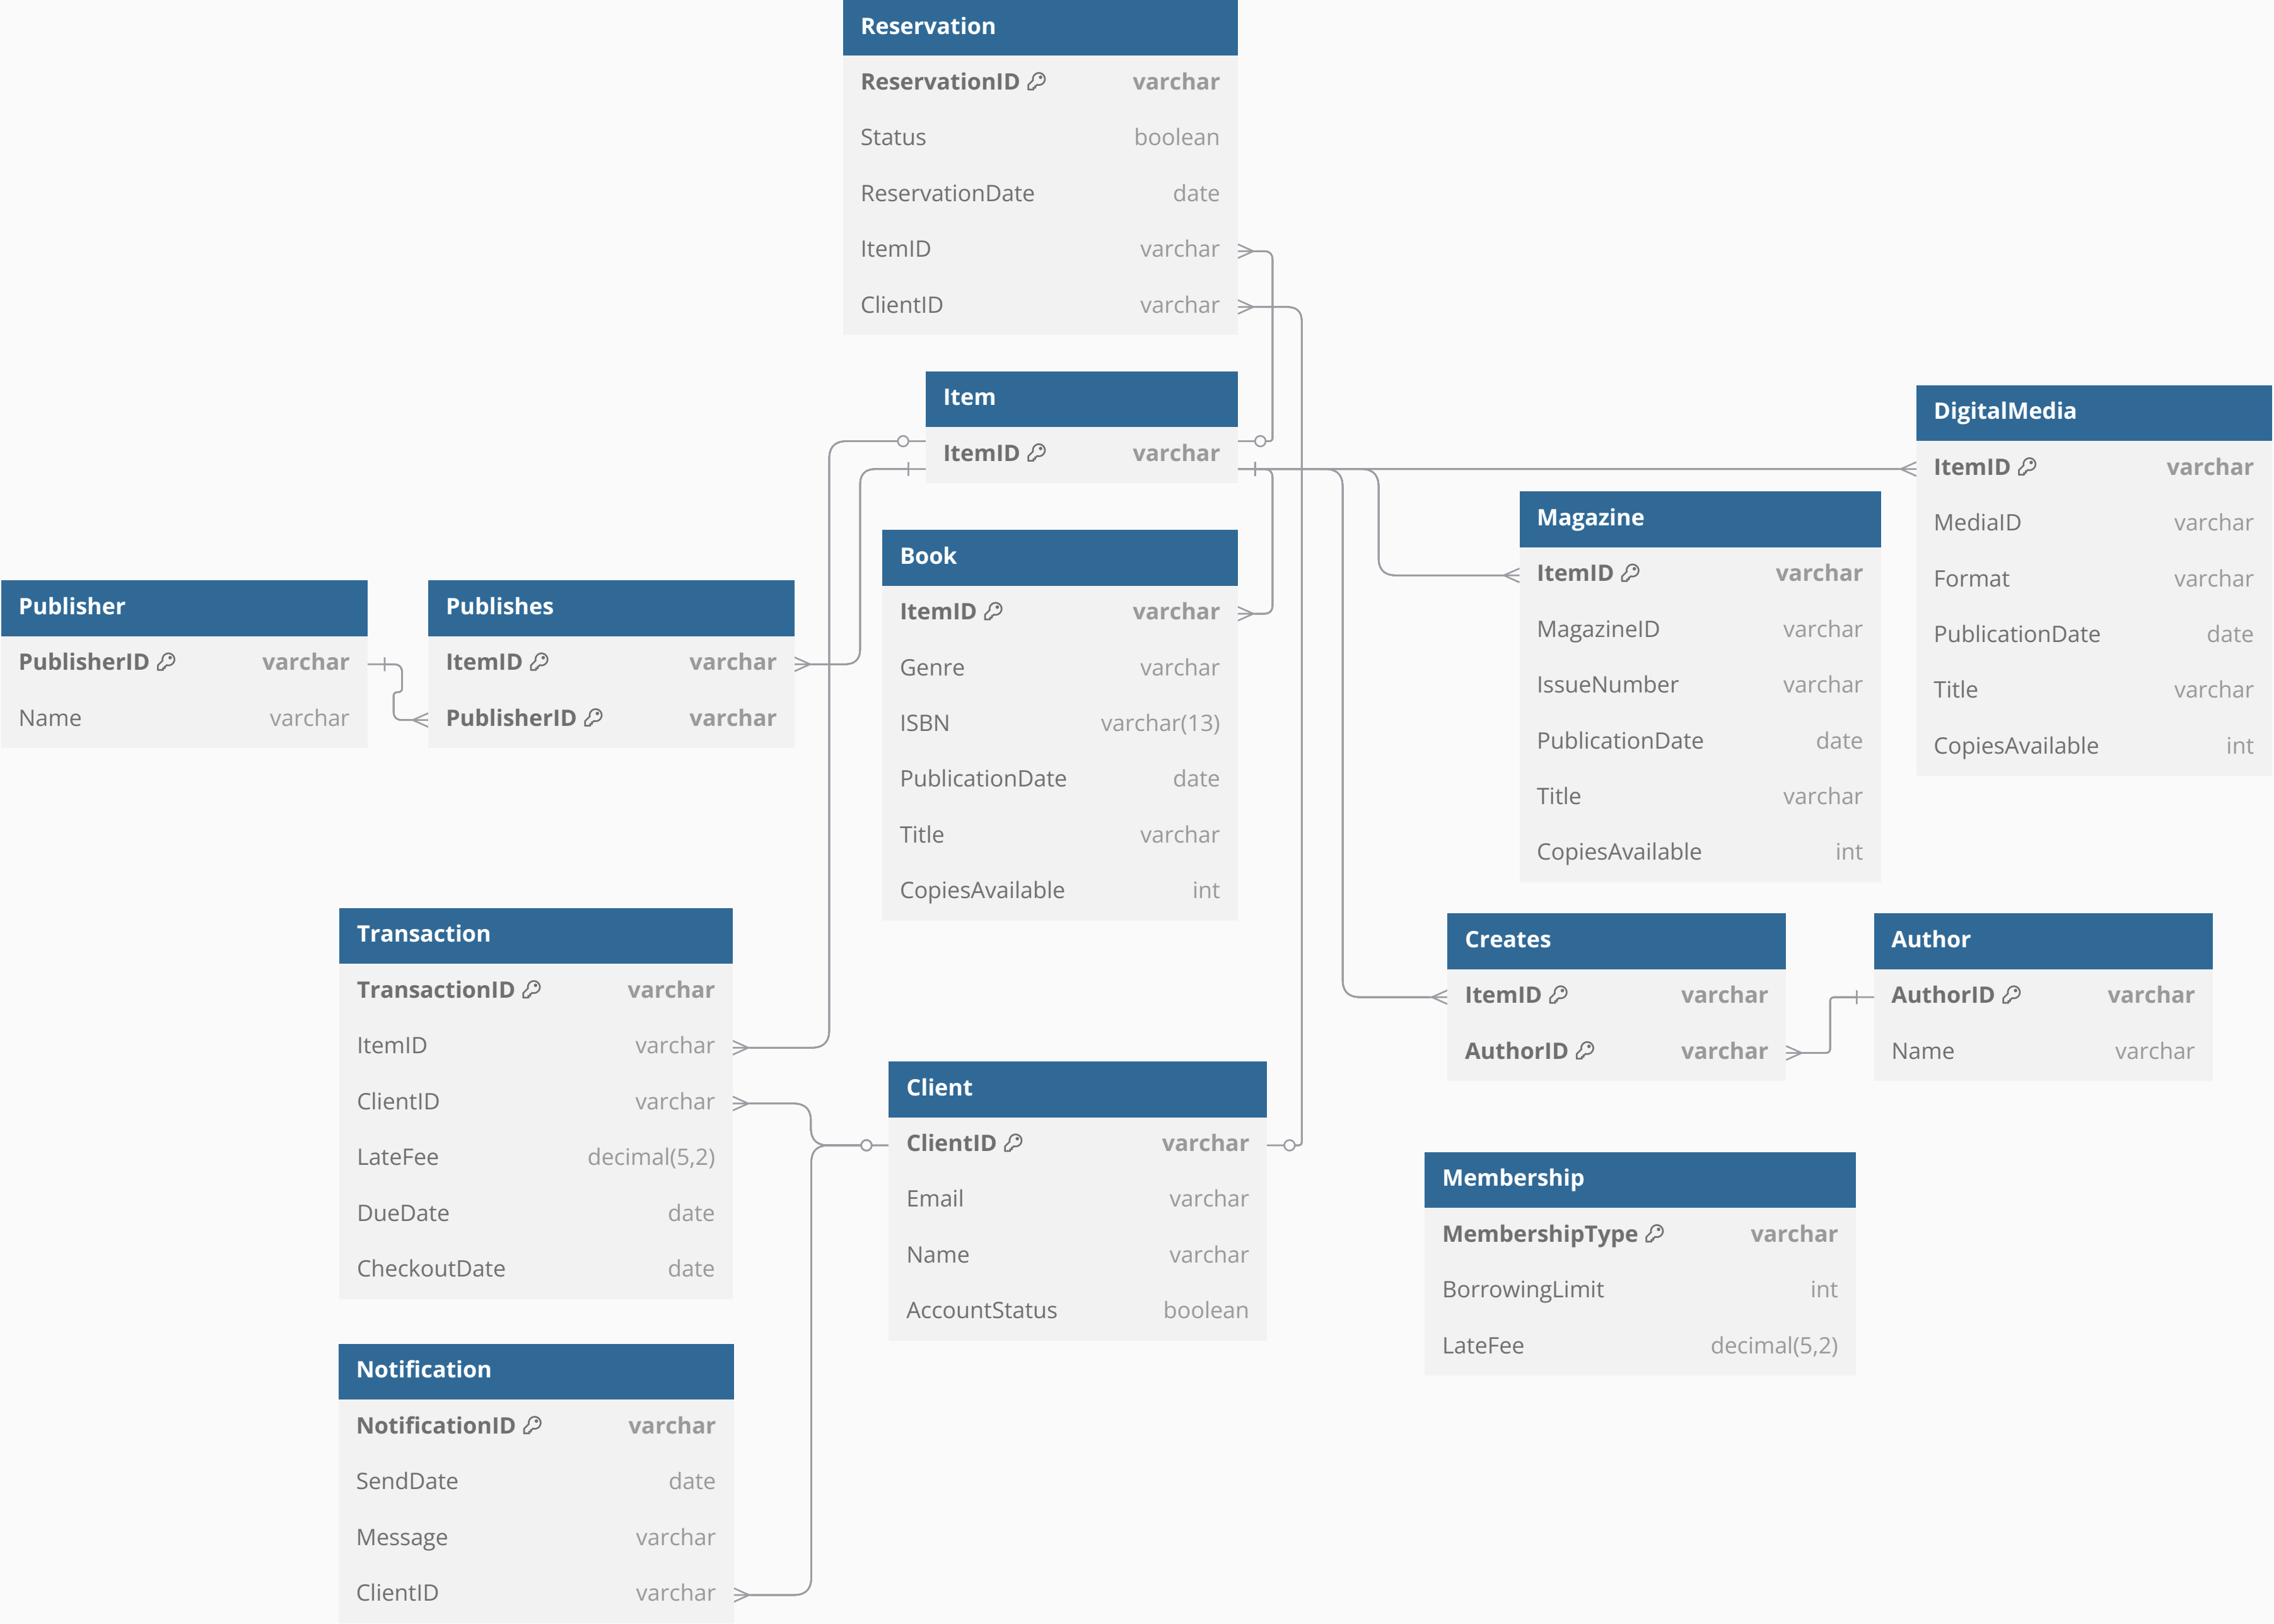 Reservation
ReservationID varchar
Status boolean
ReservationDate date
ItemID varchar
ClientID varchar
Item
ItemID varchar
DigitalMedia
ItemID varchar
MediaID varchar
Format varchar
PublicationDate date
Title varchar
CopiesAvailable int
Magazine
ItemID varchar
MagazineID varchar
IssueNumber varchar
PublicationDate date
Title varchar
CopiesAvailable int
Book
ItemID varchar
Genre varchar
ISBN varchar(13)
PublicationDate date
Title varchar
CopiesAvailable int
Publisher
PublisherID varchar
Name varchar
Publishes
ItemID varchar
PublisherID varchar
Transaction
TransactionID varchar
ItemID varchar
ClientID varchar
LateFee decimal(5,2)
DueDate date
CheckoutDate date
Creates
ItemID varchar
AuthorID varchar
Author
AuthorID varchar
Name varchar
Client
ClientID varchar
Email varchar
Name varchar
AccountStatus boolean
Membership
MembershipType varchar
BorrowingLimit int
LateFee decimal(5,2)
Notification
NotificationID varchar
SendDate date
Message varchar
ClientID varchar